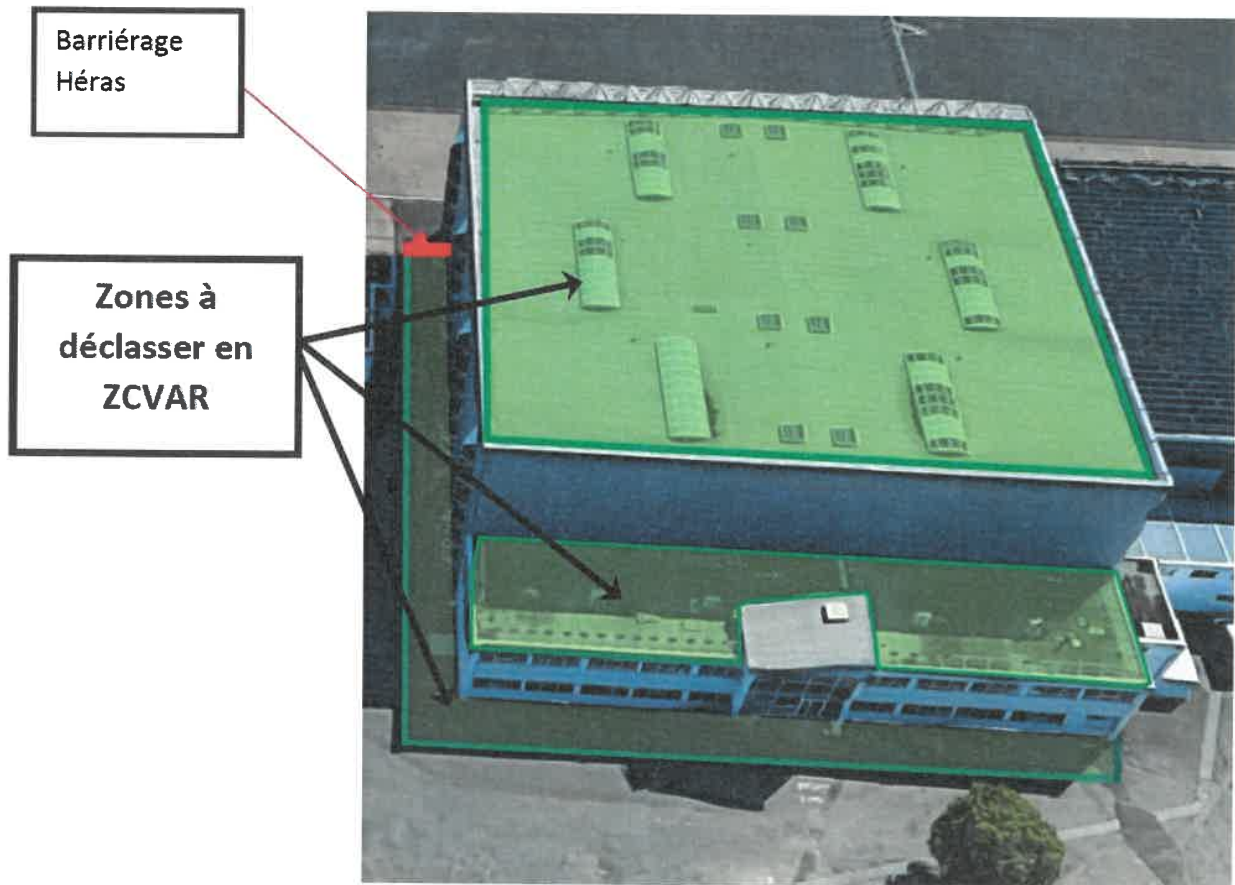 Barriérage
Héras
Zones à
déclasser en
ZCVAR